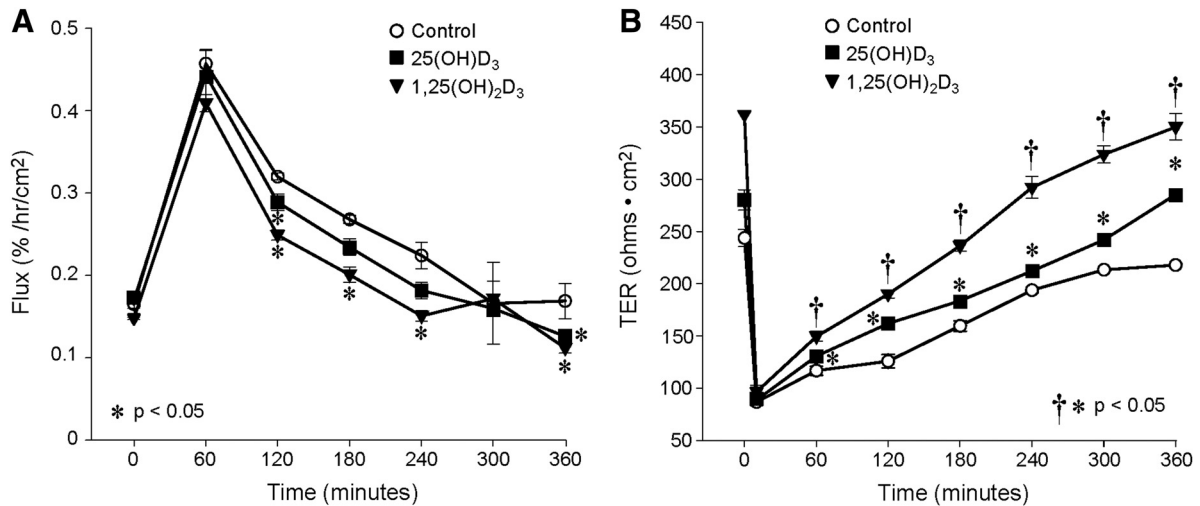 A
Control
25(OH)D₃
1,25(OH)₂D₃
Flux (% /hr/cm²)
0.5
0.4
0.3
0.2
0.1
0
* * * * * * *
* p < 0.05
0 60 120 180 240 300 360
Time (minutes)
B
Control
25(OH)D₃
1,25(OH)₂D₃
TER (ohms • cm²)
450
400
350
300
250
200
150
100
50
† † † † † †
* * * * * *
†* p < 0.05
0 60 120 180 240 300 360
Time (minutes)